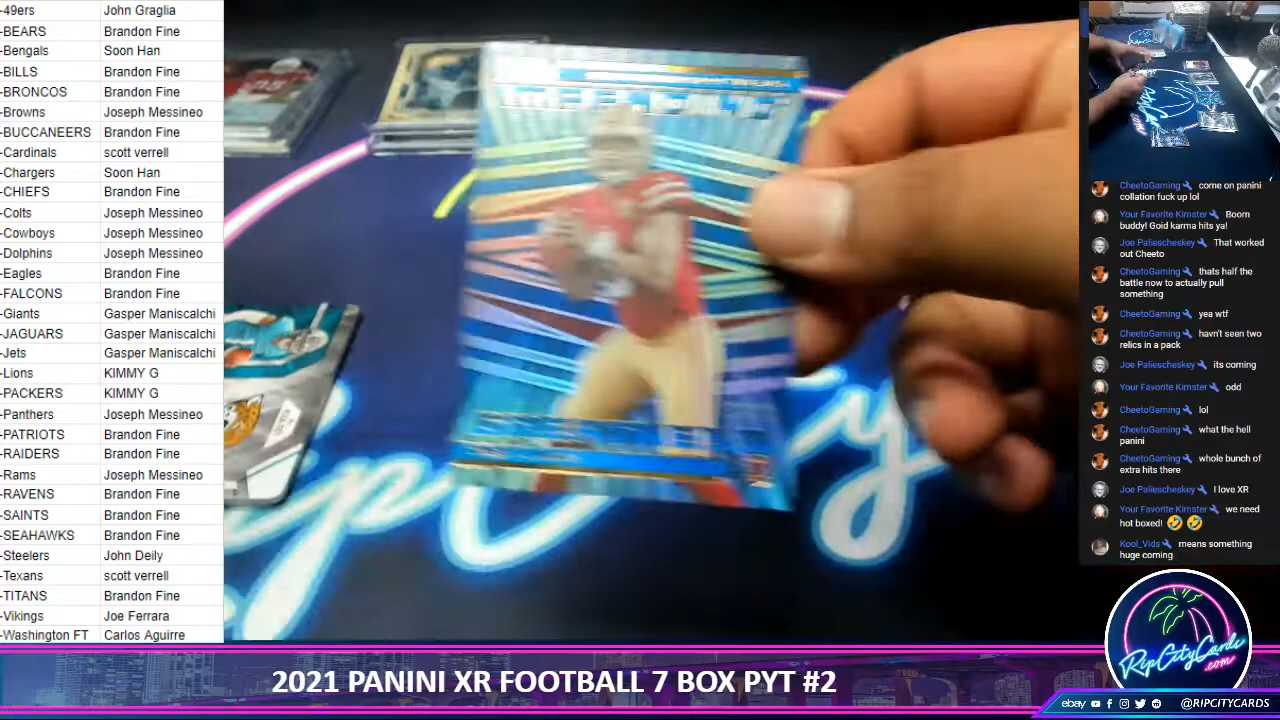 -49ers John Graglia
-BEARS Brandon Fine
-Bengals Soon Han
-BILLS Brandon Fine
-BRONCOS Brandon Fine
-Browns Joseph Messineo
-BUCCANEERS Brandon Fine
-Cardinals scott verrell
-Chargers Soon Han
-CHIEFS Brandon Fine
-Colts Joseph Messineo
-Cowboys Joseph Messineo
-Dolphins Joseph Messineo
-Eagles Brandon Fine
-FALCONS Brandon Fine
-Giants Gasper Maniscalchi
-JAGUARS Gasper Maniscalchi
-Jets Gasper Maniscalchi
-Lions KIMMY G
-PACKERS KIMMY G
-Panthers Joseph Messineo
-PATRIOTS Brandon Fine
-RAIDERS Brandon Fine
-Rams Joseph Messineo
-RAVENS Brandon Fine
-SAINTS Brandon Fine
-SEAHAWKS Brandon Fine
-Steelers John Deily
-Texans scott verrell
-TITANS Brandon Fine
-Vikings Joe Ferrara
-Washington FT Carlos Aguirre
Rip City
CheetoGaming come on panini
collation fuck up lol
Your Favorite Kimster Boom
buddy! Goid karma hits ya!
Joe Paliescheskey That worked
out Cheeto
CheetoGaming thats half the
battle now to actually pull
something
CheetoGaming yea wtf
CheetoGaming havn't seen two
relics in a pack
Joe Paliescheskey its coming
Your Favorite Kimster odd
CheetoGaming lol
CheetoGaming what the hell
panini
CheetoGaming whole bunch of
extra hits there
Joe Paliescheskey I love XR
Your Favorite Kimster we need
hot boxed! 🤣 🤣
Kool_Vids means something
huge coming
RipCityCards
.com
2021 PANINI XR FOOTBALL 7 BOX PYT #2
ebay @RIPCITYCARDS